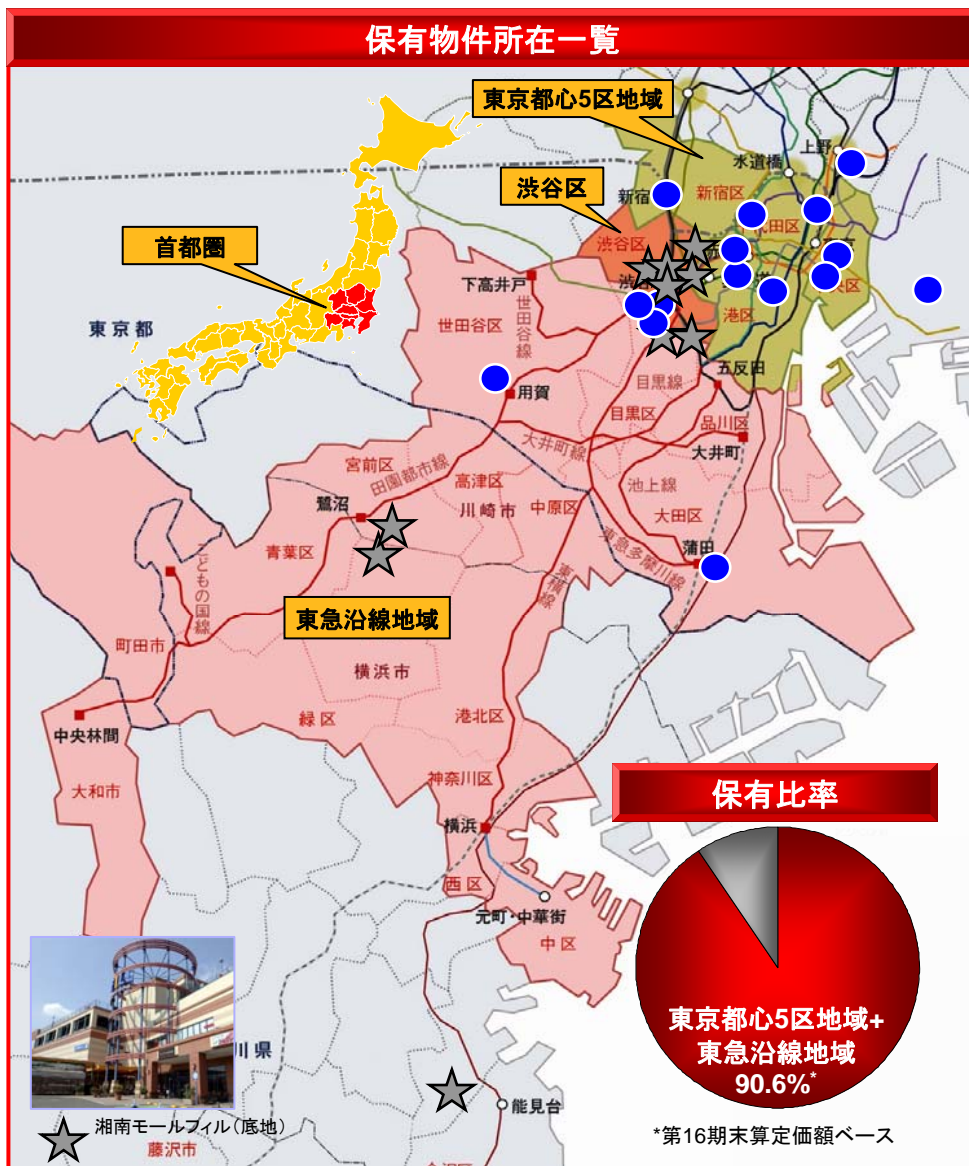 保有物件所在一覧
東京都心5区地域
上野
水道橋
渋谷区
新宿
新宿区
首都圏
渋谷区
下高井戸
東京都
世田谷区
世田谷線
港区
五反田
用賀
目黒線
目黒区
品川区
大井町線
大井町
宮前区
田園都市線
高津区
池上線
鷺沼
川崎市
中原区
大田区
青葉区
東急多摩川線
蒲田
こどもの国線
東横線
東急沿線地域
町田市
横浜市
緑区
港北区
中央林間
神奈川区
大和市
保有比率
横浜
西区
元町・中華街
中区
東京都心5区地域+
東急沿線地域
90.6%*
川県
能見台
湘南モールフィル(底地)
*第16期末算定価額ベース
藤沢市